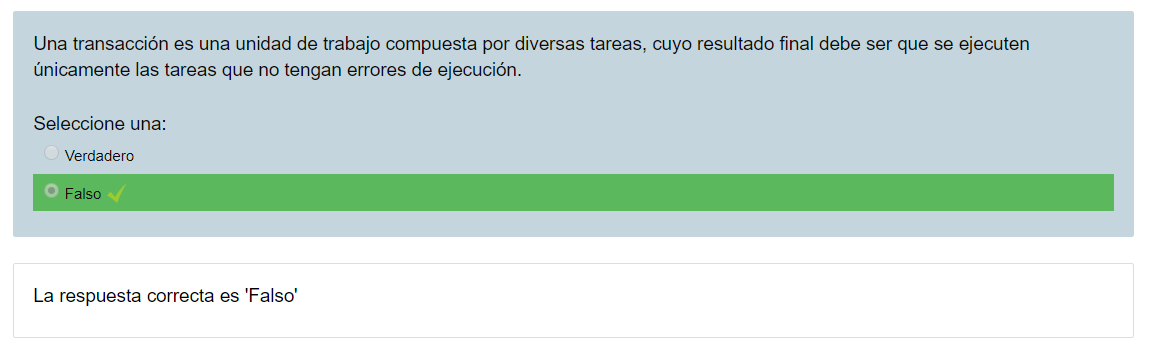 Una transacción es una unidad de trabajo compuesta por diversas tareas, cuyo resultado final debe ser que se ejecuten
únicamente las tareas que no tengan errores de ejecución.
Seleccione una:
Verdadero
Falso
La respuesta correcta es 'Falso'